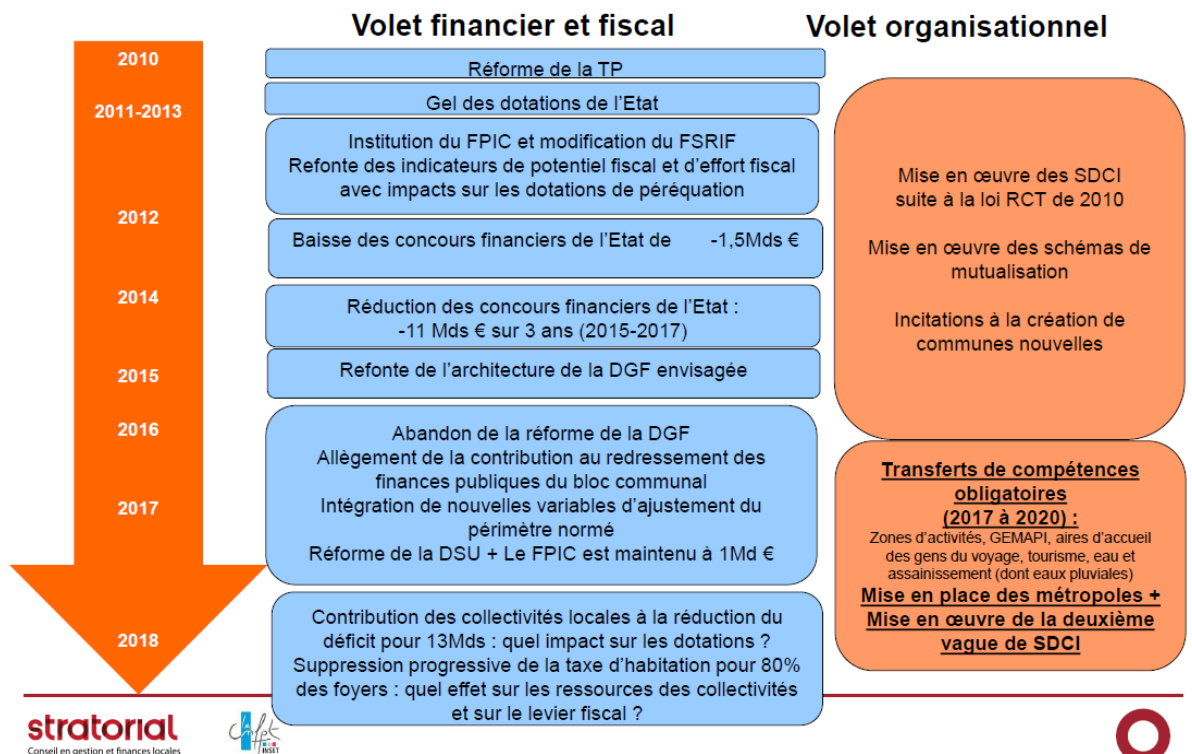 Volet financier et fiscal
Volet organisationnel
2010
Réforme de la TP
2011-2013
Gel des dotations de l'Etat
Institution du FPIC et modification du FSRIF
Refonte des indicateurs de potentiel fiscal et d'effort fiscal
avec impacts sur les dotations de péréquation
2012
Baisse des concours financiers de l'Etat de -1,5Mds €
2014
Réduction des concours financiers de l'Etat :
-11 Mds € sur 3 ans (2015-2017)
2015
Refonte de l'architecture de la DGF envisagée
2016
Abandon de la réforme de la DGF
Allègement de la contribution au redressement des
finances publiques du bloc communal
2017
Intégration de nouvelles variables d'ajustement du
périmètre normé
Réforme de la DSU + Le FPIC est maintenu à 1Md €
2018
Contribution des collectivités locales à la réduction du
déficit pour 13Mds : quel impact sur les dotations ?
Suppression progressive de la taxe d'habitation pour 80%
des foyers : quel effet sur les ressources des collectivités
et sur le levier fiscal ?
Mise en œuvre des SDCI
suite à la loi RCT de 2010
Mise en œuvre des schémas de
mutualisation
Incitations à la création de
communes nouvelles
Transferts de compétences
obligatoires
(2017 à 2020) :
Zones d'activités, GEMAPI, aires d'accueil
des gens du voyage, tourisme, eau et
assainissement (dont eaux pluviales)
Mise en place des métropoles +
Mise en œuvre de la deuxième
vague de SDCI
stratorial
Conseil en gestion et finances locales
cnfpt
INSET